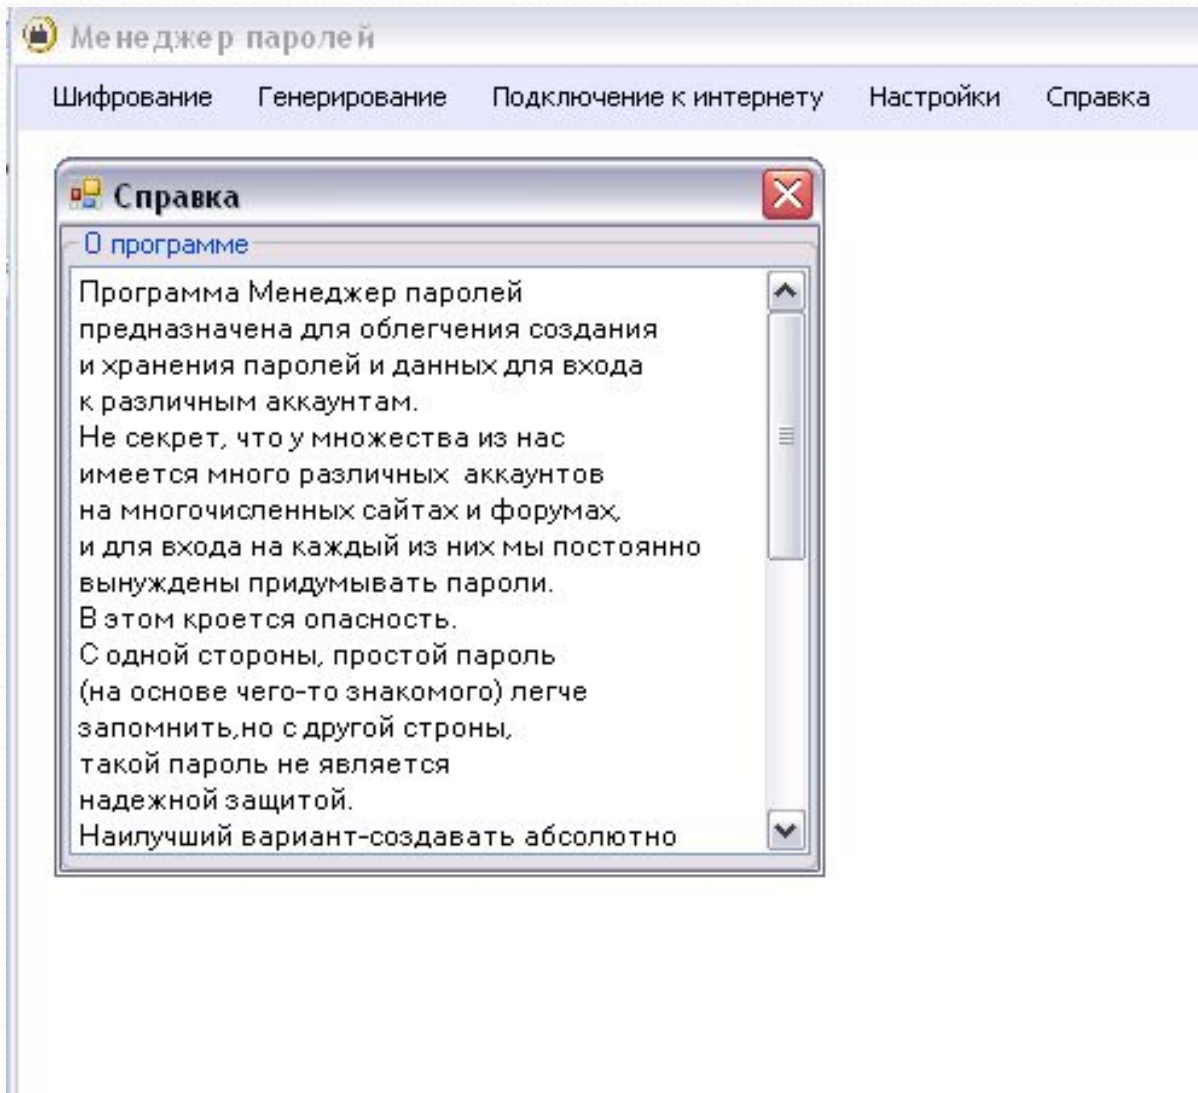 Менеджер паролей
Шифрование Генерирование Подключение к интернету Настройки Справка
Справка
О программе
Программа Менеджер паролей
предназначена для облегчения создания
и хранения паролей и данных для входа
к различным аккаунтам.
Не секрет, что у множества из нас
имеется много различных  аккаунтов
на многочисленных сайтах и форумах,
и для входа на каждый из них мы постоянно
вынуждены придумывать пароли.
В этом кроется опасность.
С одной стороны, простой пароль
(на основе чего-то знакомого) легче
запомнить,но с другой строны,
такой пароль не является
надежной защитой.
Наилучший вариант-создавать абсолютно